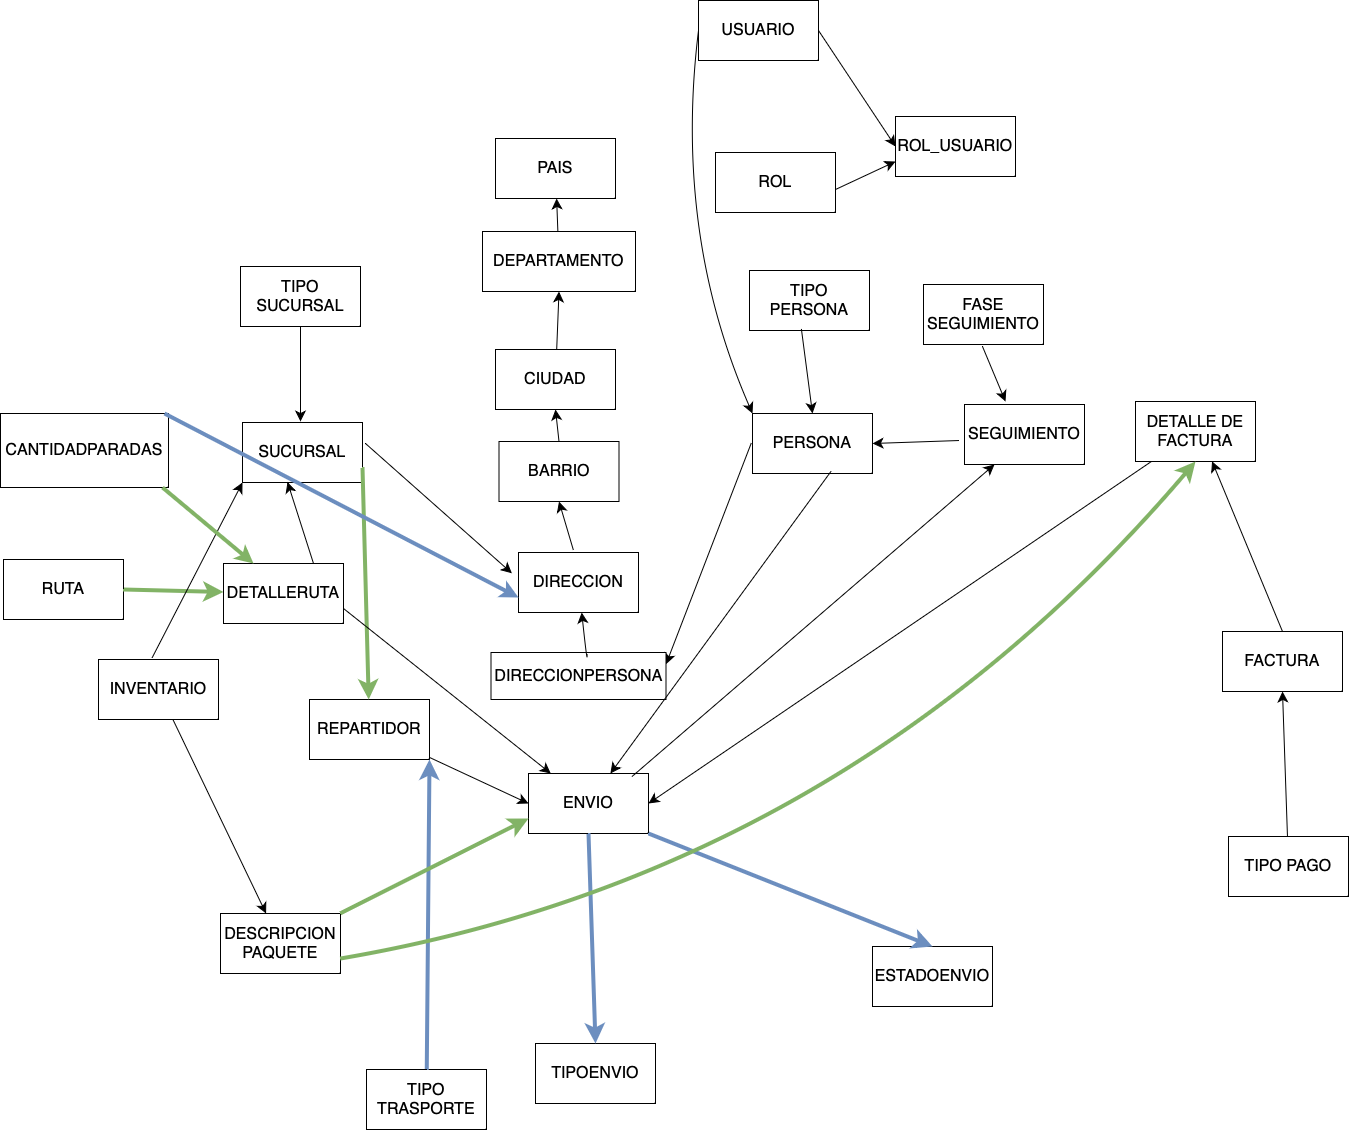 USUARIO
ROL_USUARIO
PAIS
ROL
DEPARTAMENTO
TIPO
SUCURSAL
TIPO
PERSONA
FASE
SEGUIMIENTO
CIUDAD
CANTIDADPARADAS
SUCURSAL
BARRIO
PERSONA
SEGUIMIENTO
DETALLE DE
FACTURA
RUTA
DETALLERUTA
DIRECCION
INVENTARIO
DIRECCIONPERSONA
FACTURA
REPARTIDOR
ENVIO
TIPO PAGO
DESCRIPCION
PAQUETE
ESTADOENVIO
TIPOENVIO
TIPO
TRASPORTE